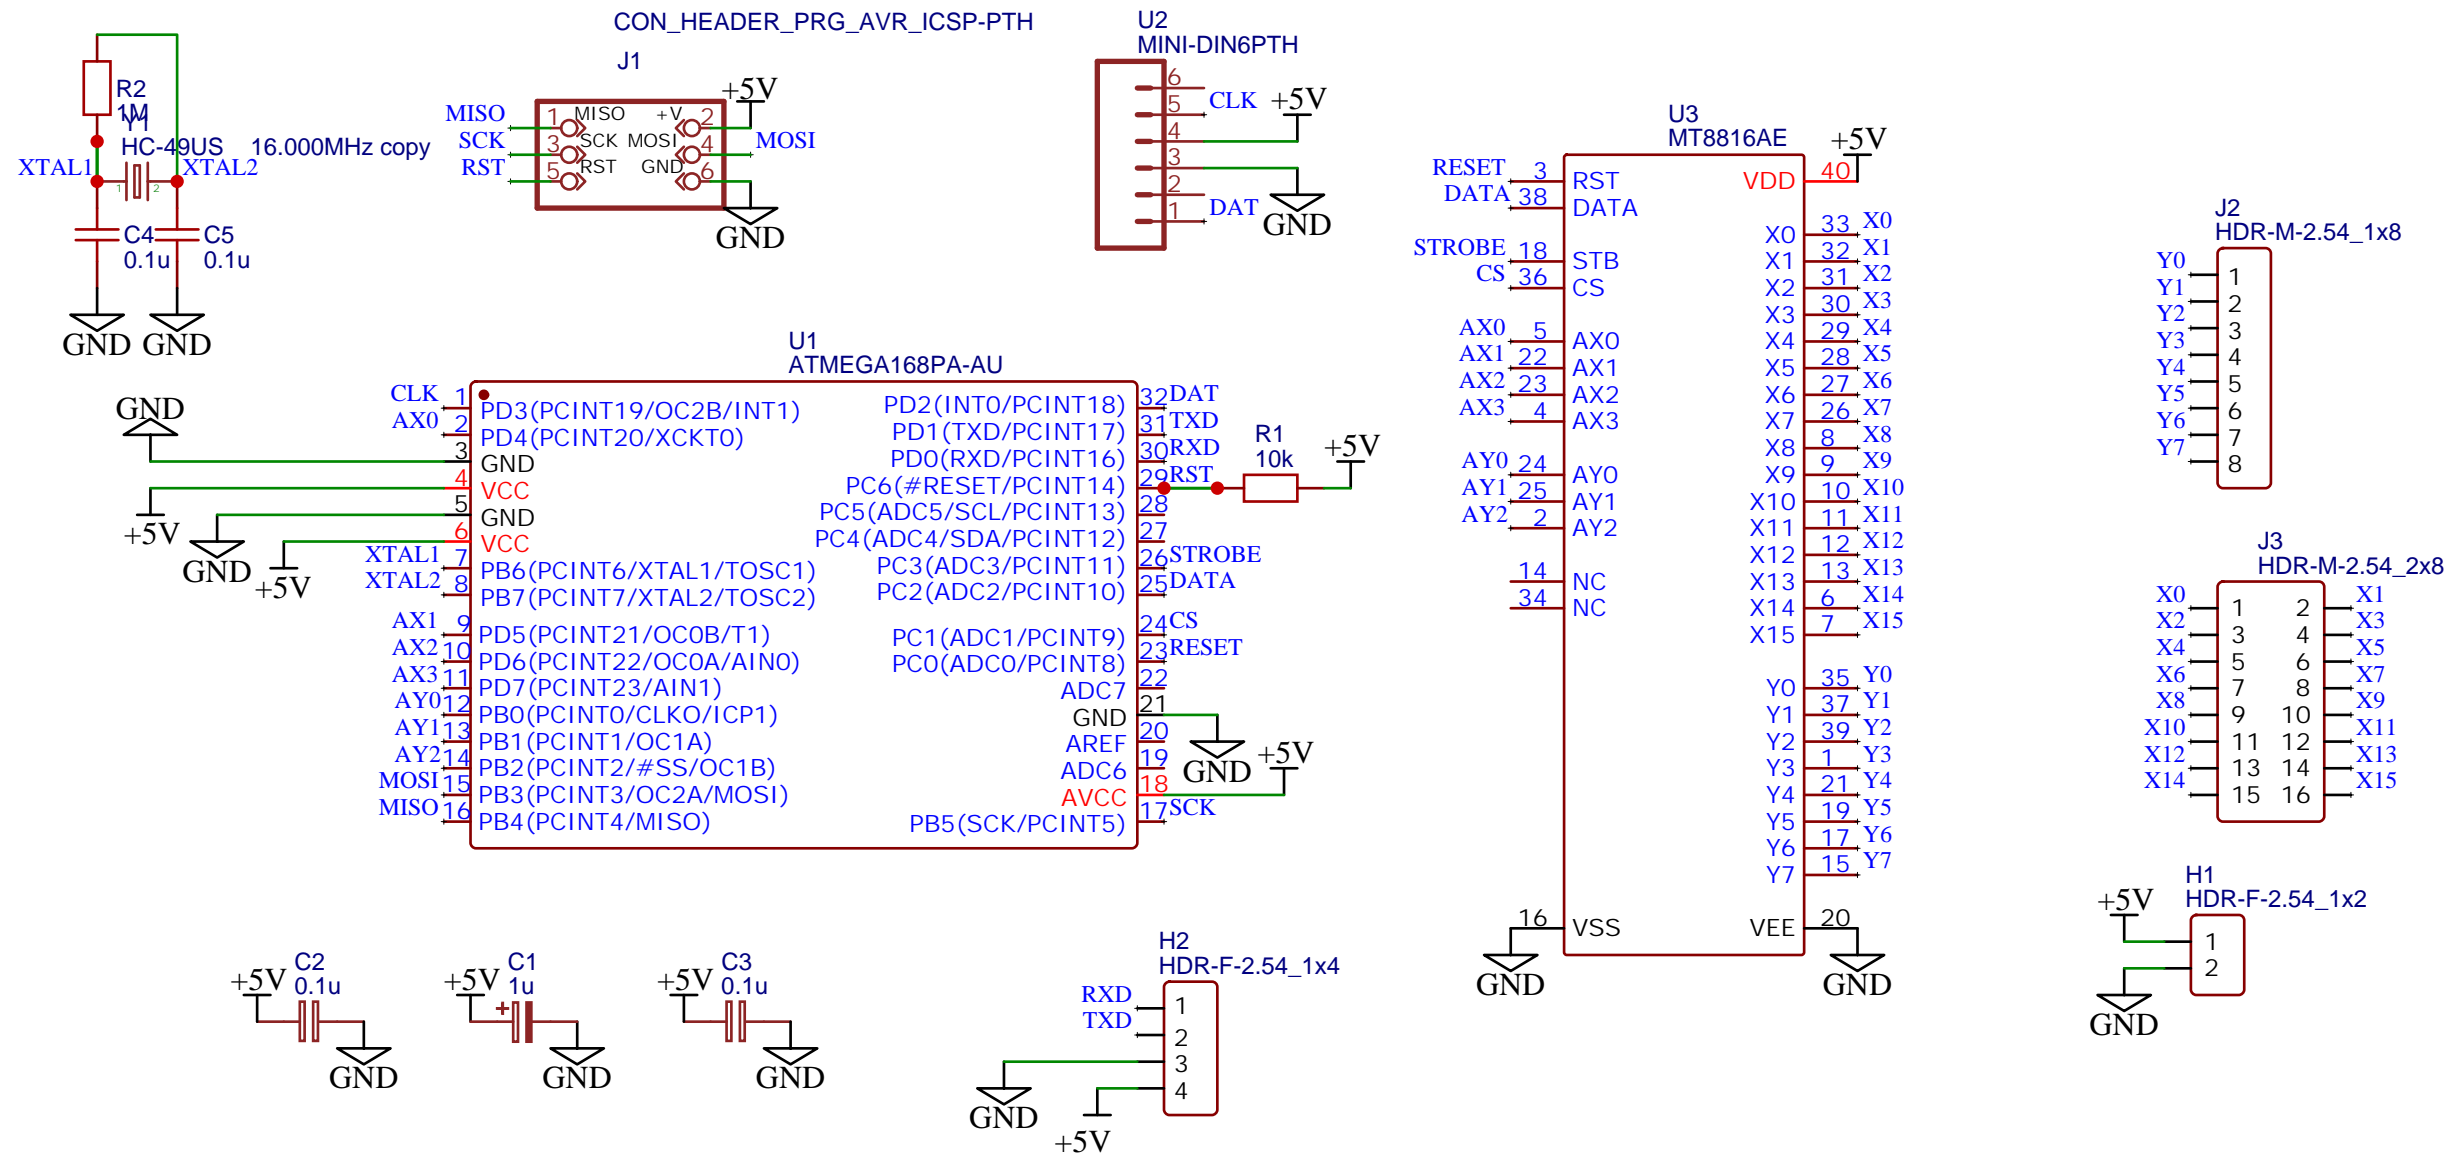 CON_HEADER_PRG_AVR_ICSP-PTH
J1
R2
1M
Y1
HC-49US 16.000MHz copy
XTAL1
XTAL2
1 2
C4
0.1u
C5
0.1u
GND
GND
MISO 1 MISO +V 2 +5V
SCK 3 SCK MOSI 4 MOSI
RST 5 RST GND 6
GND
U2
MINI-DIN6PTH
6
5 CLK
+5V
4
3
2
1 DAT
GND
U1
ATMEGA168PA-AU
CLK 1 PD3(PCINT19/OC2B/INT1)
AX0 2 PD4(PCINT20/XCKT0)
GND 3 GND
+5V 4 VCC
GND 5 GND
+5V 6 VCC
XTAL1 7 PB6(PCINT6/XTAL1/TOSC1)
XTAL2 8 PB7(PCINT7/XTAL2/TOSC2)
AX1 9 PD5(PCINT21/OC0B/T1)
AX2 10 PD6(PCINT22/OC0A/AIN0)
AX3 11 PD7(PCINT23/AIN1)
AY0 12 PB0(PCINT0/CLKO/ICP1)
AY1 13 PB1(PCINT1/OC1A)
AY2 14 PB2(PCINT2/#SS/OC1B)
MOSI 15 PB3(PCINT3/OC2A/MOSI)
MISO 16 PB4(PCINT4/MISO)
PD2(INT0/PCINT18) 32 DAT
PD1(TXD/PCINT17) 31 TXD
PD0(RXD/PCINT16) 30 RXD
PC6(#RESET/PCINT14) 29 RST
PC5(ADC5/SCL/PCINT13) 28
PC4(ADC4/SDA/PCINT12) 27
PC3(ADC3/PCINT11) 26 STROBE
PC2(ADC2/PCINT10) 25 DATA
PC1(ADC1/PCINT9) 24 CS
PC0(ADC0/PCINT8) 23 RESET
ADC7 22
GND 21 GND
AREF 20
ADC6 19
AVCC 18 +5V
PB5(SCK/PCINT5) 17 SCK
R1
10k
+5V
U3
MT8816AE
RESET 3 RST
DATA 38 DATA
STROBE 18 STB
CS 36 CS
AX0 5 AX0
AX1 22 AX1
AX2 23 AX2
AX3 4 AX3
AY0 24 AY0
AY1 25 AY1
AY2 2 AY2
14 NC
34 NC
16 VSS
GND
VDD 40 +5V
X0 33 X0
X1 32 X1
X2 31 X2
X3 30 X3
X4 29 X4
X5 28 X5
X6 27 X6
X7 26 X7
X8 8 X8
X9 9 X9
X10 10 X10
X11 11 X11
X12 12 X12
X13 13 X13
X14 6 X14
X15 7 X15
Y0 35 Y0
Y1 37 Y1
Y2 39 Y2
Y3 1 Y3
Y4 21 Y4
Y5 19 Y5
Y6 17 Y6
Y7 15 Y7
VEE 20
GND
J2
HDR-M-2.54_1x8
Y0 1
Y1 2
Y2 3
Y3 4
Y4 5
Y5 6
Y6 7
Y7 8
J3
HDR-M-2.54_2x8
X0 1 2 X1
X2 3 4 X3
X4 5 6 X5
X6 7 8 X7
X8 9 10 X9
X10 11 12 X11
X12 13 14 X13
X14 15 16 X15
H1
HDR-F-2.54_1x2
+5V 1
GND 2
C2
+5V 0.1u
GND
C1
+5V 1u
+
GND
C3
+5V 0.1u
GND
H2
HDR-F-2.54_1x4
RXD 1
TXD 2
GND 3
+5V 4